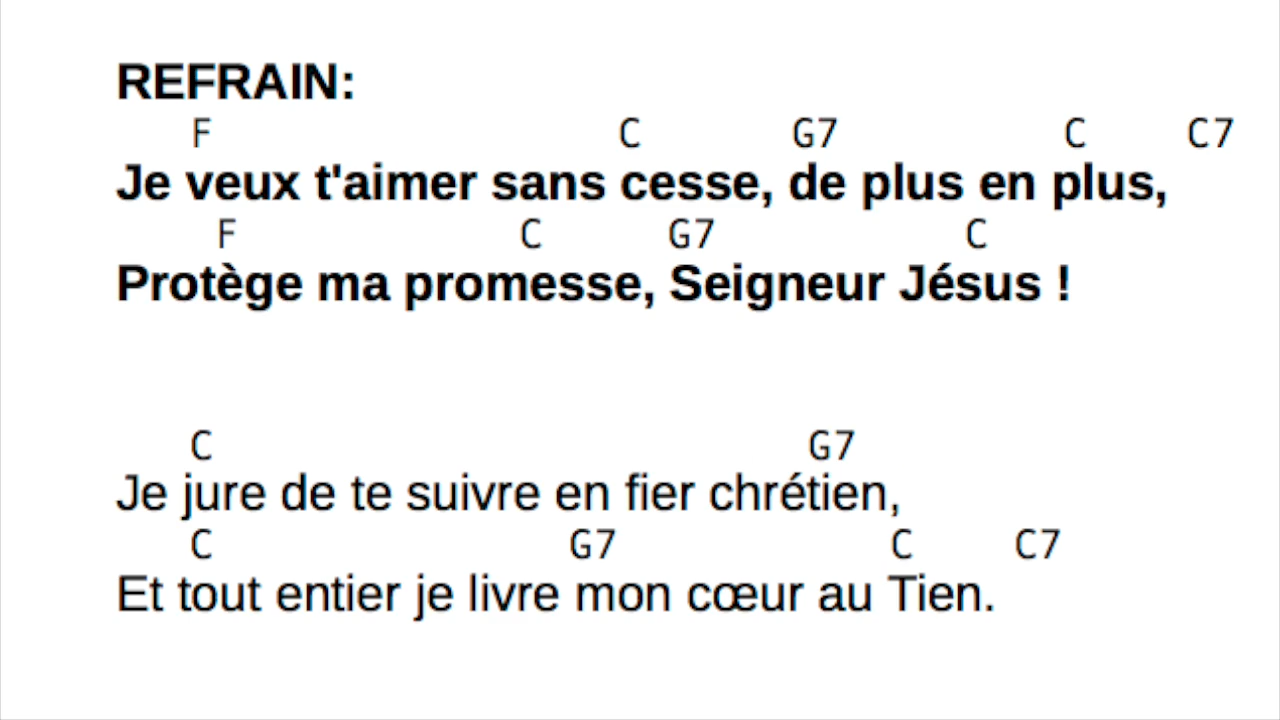 REFRAIN:
F C G7 C C7
Je veux t'aimer sans cesse, de plus en plus,
F C G7 C
Protège ma promesse, Seigneur Jésus !
C G7
Je jure de te suivre en fier chrétien,
C G7 C C7
Et tout entier je livre mon cœur au Tien.